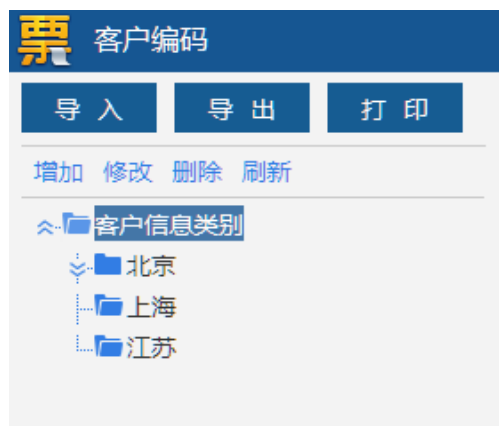 票 客户编码
导入 导出 打印
增加 修改 删除 刷新
客户信息类别
北京
上海
江苏